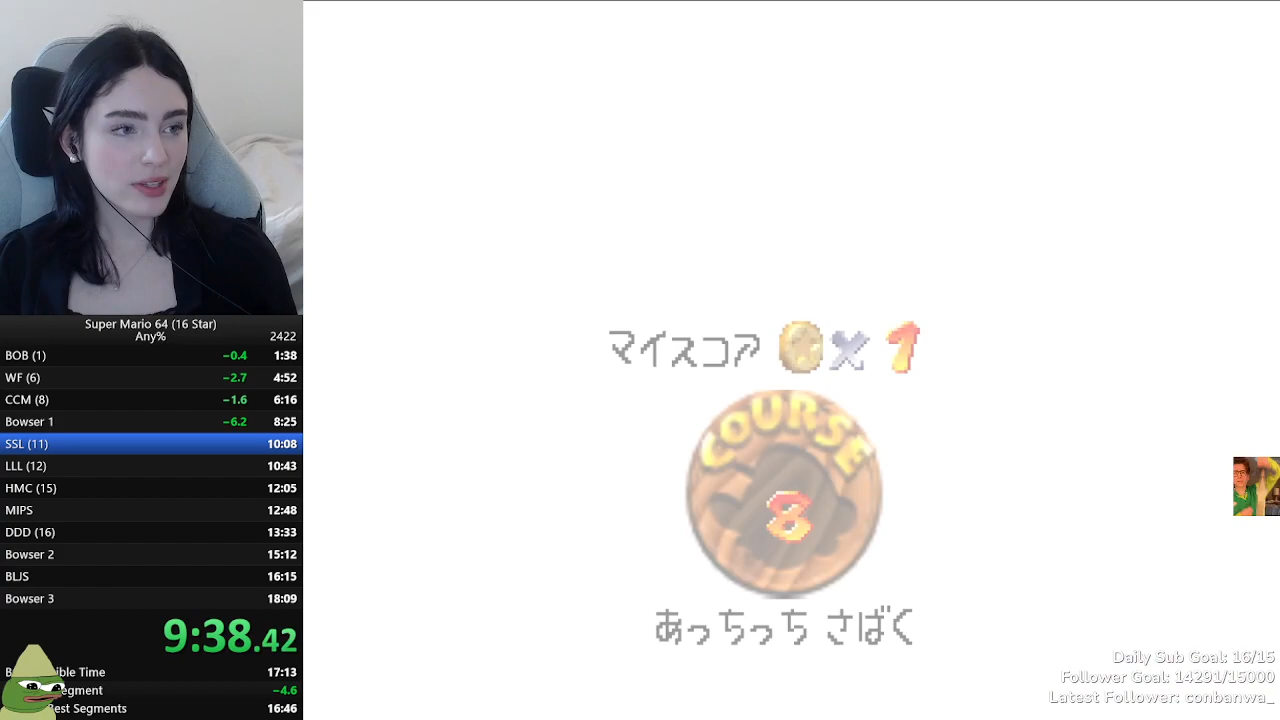 Super Mario 64 (16 Star)
Any% 2422
BOB (1) −0.4 1:38
WF (6) −2.7 4:52
CCM (8) −1.6 6:16
Bowser 1 −6.2 8:25
SSL (11) 10:08
LLL (12) 10:43
HMC (15) 12:05
MIPS 12:48
DDD (16) 13:33
Bowser 2 15:12
BLJS 16:15
Bowser 3 18:09
9:38.42
ible Time 17:13
egment −4.6
est Segments 16:46
マイスコア × 1
COURSE
8
あっちっち さばく
Daily Sub Goal: 16/15
Follower Goal: 14291/15000
Latest Follower: conbanwa_